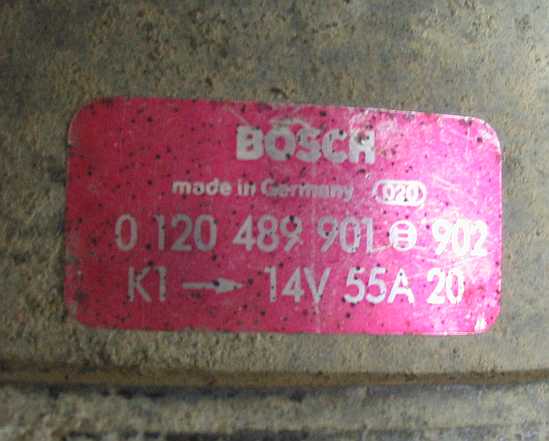 BOSCH
made in Germany 020
0 120 489 901 ⊖ 902
K1 → 14V 55A 20